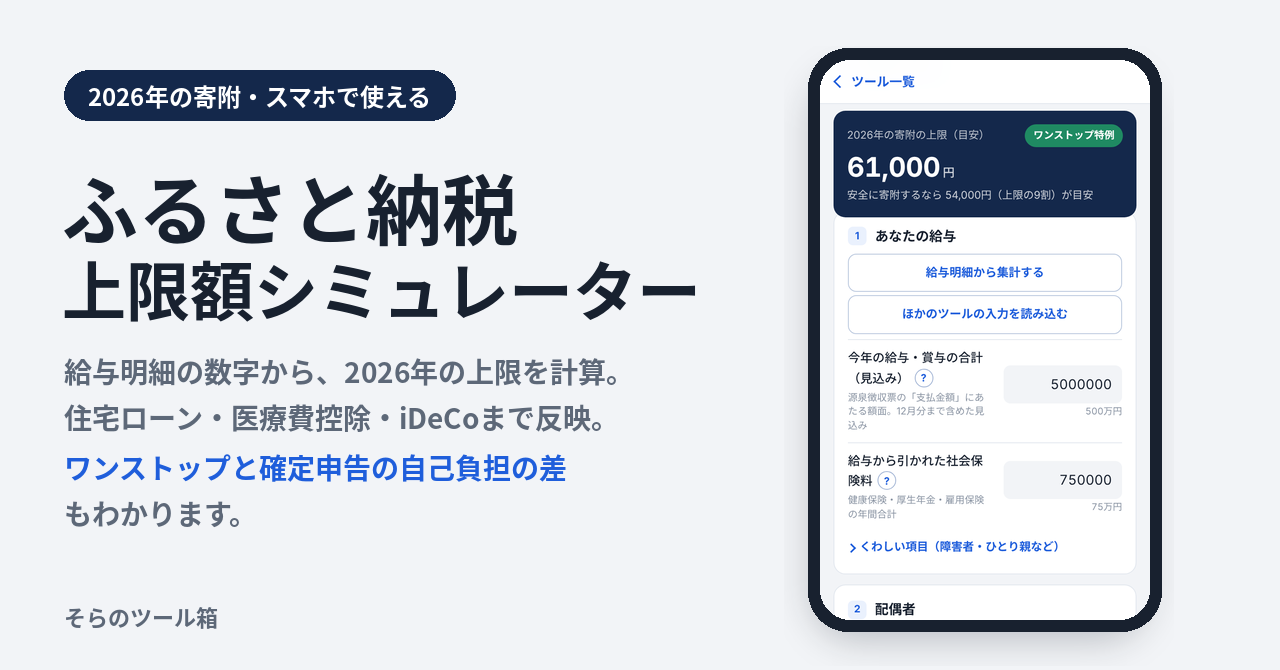 2026年の寄附・スマホで使える
ふるさと納税
上限額シミュレーター
給与明細の数字から、2026年の上限を計算。
住宅ローン・医療費控除・iDeCoまで反映。
ワンストップと確定申告の自己負担の差
もわかります。
そらのツール箱
ツール一覧
2026年の寄附の上限（目安）
ワンストップ特例
61,000円
安全に寄附するなら 54,000円（上限の9割）が目安
1 あなたの給与
給与明細から集計する
ほかのツールの入力を読み込む
今年の給与・賞与の合計
（見込み） ?
源泉徴収票の「支払金額」にあ
たる額面。12月分まで含めた見
込み
5000000
500万円
給与から引かれた社会保
険料 ?
健康保険・厚生年金・雇用保険
の年間合計
750000
75万円
くわしい項目（障害者・ひとり親など）
2 配偶者